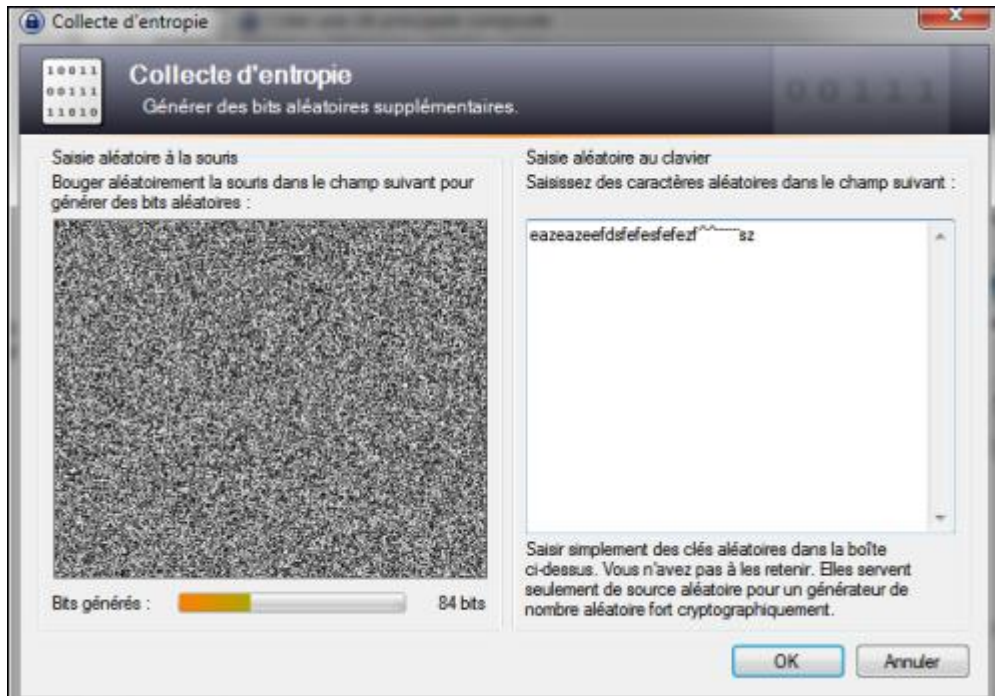 Collecte d'entropie
10011
00111
11010
Collecte d'entropie
Générer des bits aléatoires supplémentaires.
00111
Saisie aléatoire à la souris
Bouger aléatoirement la souris dans le champ suivant pour
générer des bits aléatoires :
Bits générés :
84 bits
Saisie aléatoire au clavier
Saisissez des caractères aléatoires dans le champ suivant :
Saisir simplement des clés aléatoires dans la boîte
ci-dessus. Vous n'avez pas à les retenir. Elles servent
seulement de source aléatoire pour un générateur de
nombre aléatoire fort cryptographiquement.
OK
Annuler